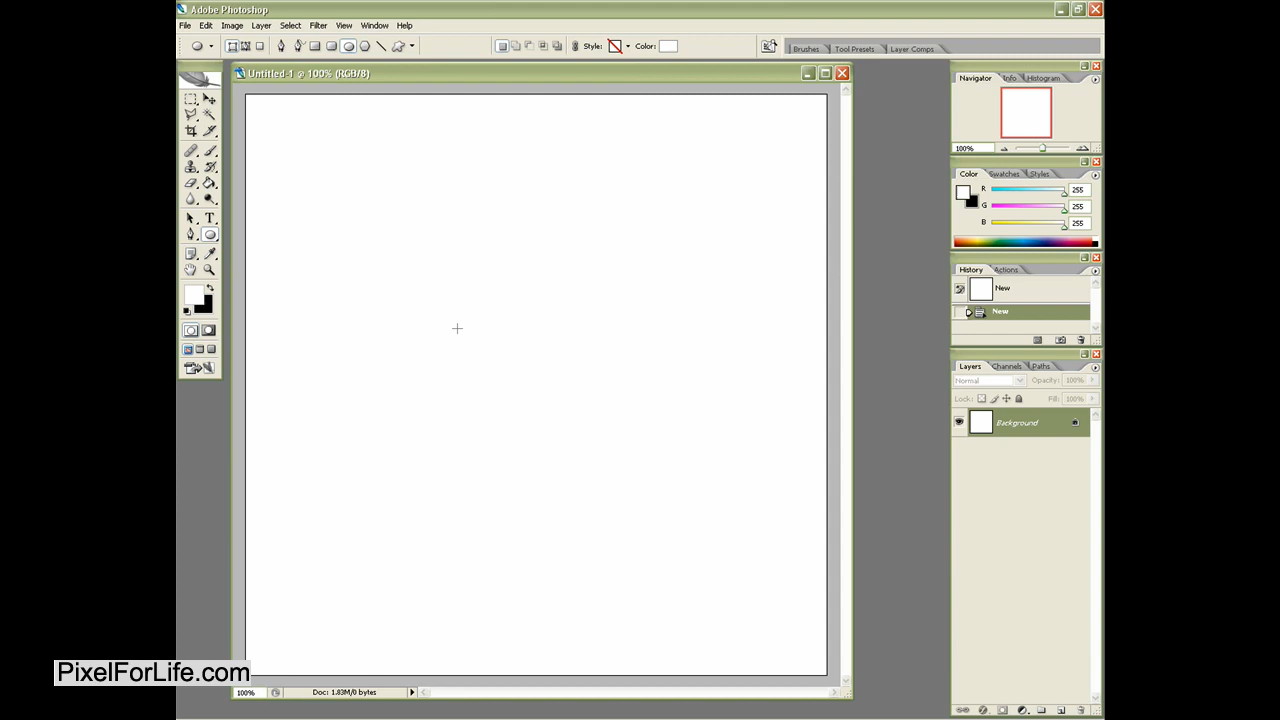 Adobe Photoshop
File Edit Image Layer Select Filter View Window Help
Style: Color: Brushes Tool Presets Layer Comps
Untitled-1 @ 100% (RGB/8)
Navigator Info Histogram
100%
Color Swatches Styles
R 255
G 255
B 255
History Actions
New
New
Layers Channels Paths
Normal Opacity: 100%
Lock: Fill: 100%
Background
T
PixelForLife.com
100% Doc: 1.83M/0 bytes